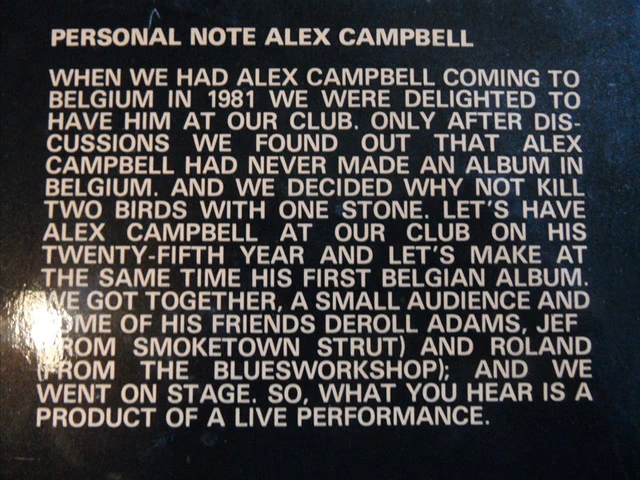 PERSONAL NOTE ALEX CAMPBELL
WHEN WE HAD ALEX CAMPBELL COMING TO
BELGIUM IN 1981 WE WERE DELIGHTED TO
HAVE HIM AT OUR CLUB. ONLY AFTER DIS-
CUSSIONS WE FOUND OUT THAT ALEX
CAMPBELL HAD NEVER MADE AN ALBUM IN
BELGIUM. AND WE DECIDED WHY NOT KILL
TWO BIRDS WITH ONE STONE. LET'S HAVE
ALEX CAMPBELL AT OUR CLUB ON HIS
TWENTY-FIFTH YEAR AND LET'S MAKE AT
THE SAME TIME HIS FIRST BELGIAN ALBUM.
WE GOT TOGETHER, A SMALL AUDIENCE AND
SOME OF HIS FRIENDS DEROLL ADAMS, JEF
(FROM SMOKETOWN STRUT) AND ROLAND
(FROM THE BLUESWORKSHOP); AND WE
WENT ON STAGE. SO, WHAT YOU HEAR IS A
PRODUCT OF A LIVE PERFORMANCE.